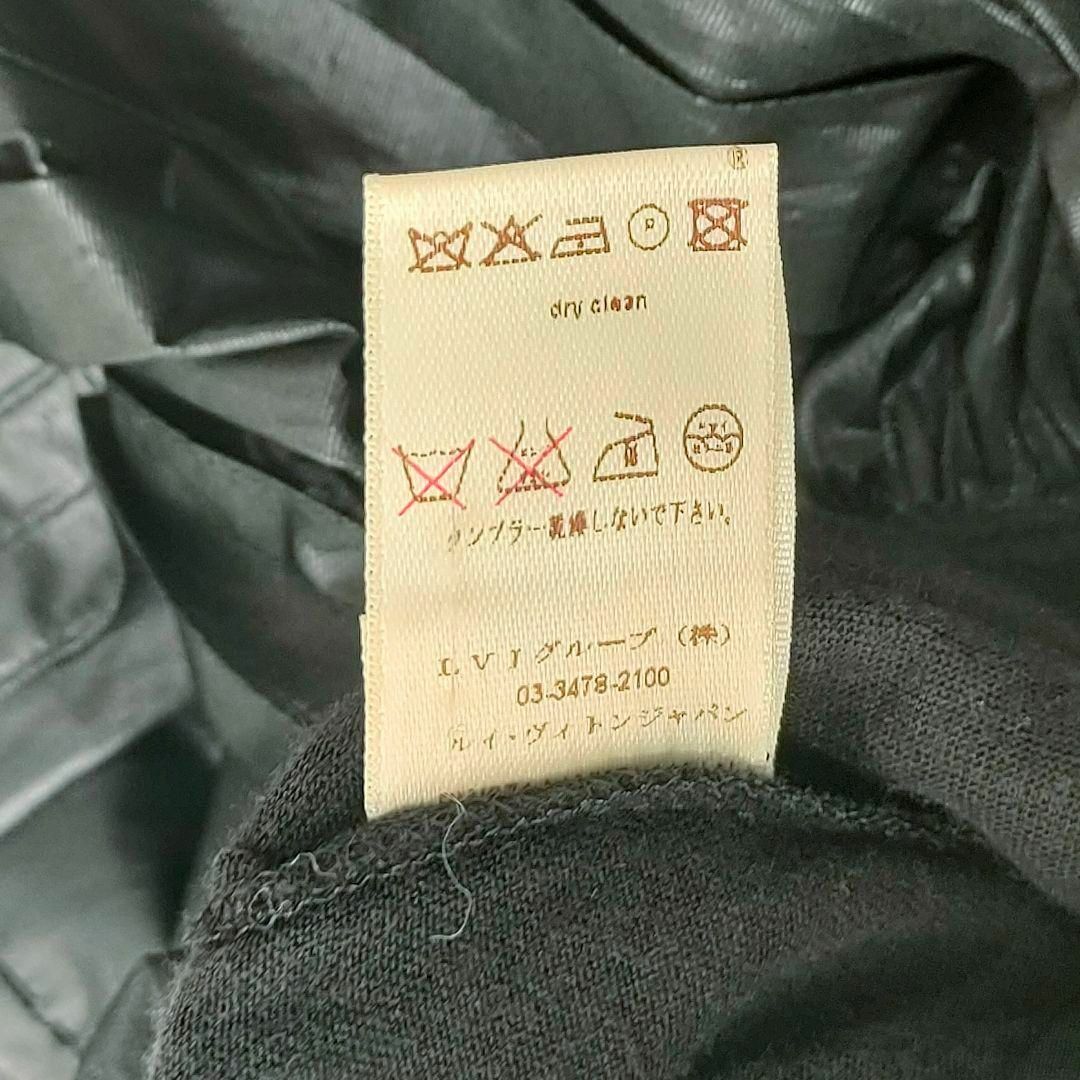 ®
P
dry clean
タンブラー乾燥しないで下さい。
LVJグループ（株）
03-3478-2100
ルイ・ヴィトンジャパン